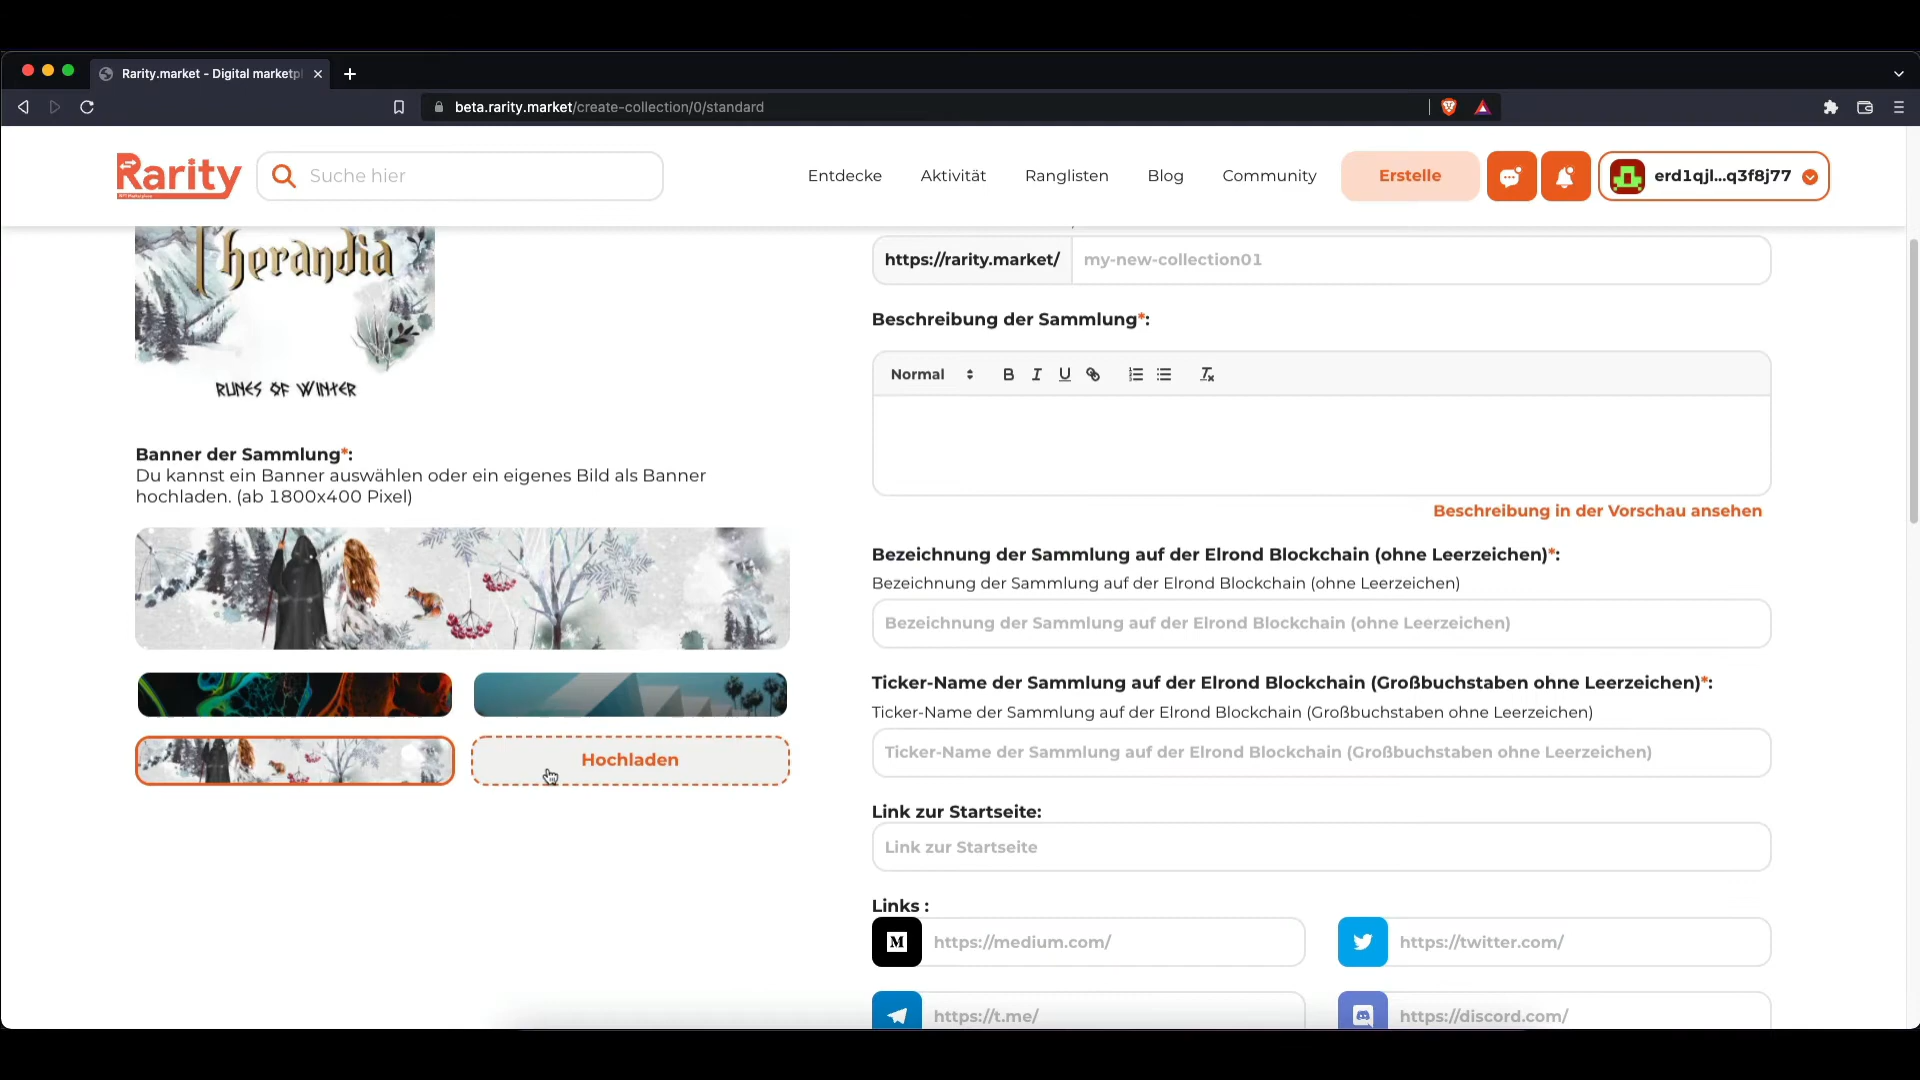 Rarity.market - Digital marketpl
beta.rarity.market/create-collection/0/standard
Rarity
Suche hier
Entdecke
Aktivität
Ranglisten
Blog
Community
Erstelle
erd1qjl...q3f8j77
Therandia
RUNES OF WINTER
Banner der Sammlung*:
Du kannst ein Banner auswählen oder ein eigenes Bild als Banner
hochladen. (ab 1800x400 Pixel)
Hochladen
https://rarity.market/
my-new-collection01
Beschreibung der Sammlung*:
Normal
Beschreibung in der Vorschau ansehen
Bezeichnung der Sammlung auf der Elrond Blockchain (ohne Leerzeichen)*:
Bezeichnung der Sammlung auf der Elrond Blockchain (ohne Leerzeichen)
Bezeichnung der Sammlung auf der Elrond Blockchain (ohne Leerzeichen)
Ticker-Name der Sammlung auf der Elrond Blockchain (Großbuchstaben ohne Leerzeichen)*:
Ticker-Name der Sammlung auf der Elrond Blockchain (Großbuchstaben ohne Leerzeichen)
Ticker-Name der Sammlung auf der Elrond Blockchain (Großbuchstaben ohne Leerzeichen)
Link zur Startseite:
Link zur Startseite
Links :
https://medium.com/
https://twitter.com/
https://t.me/
https://discord.com/